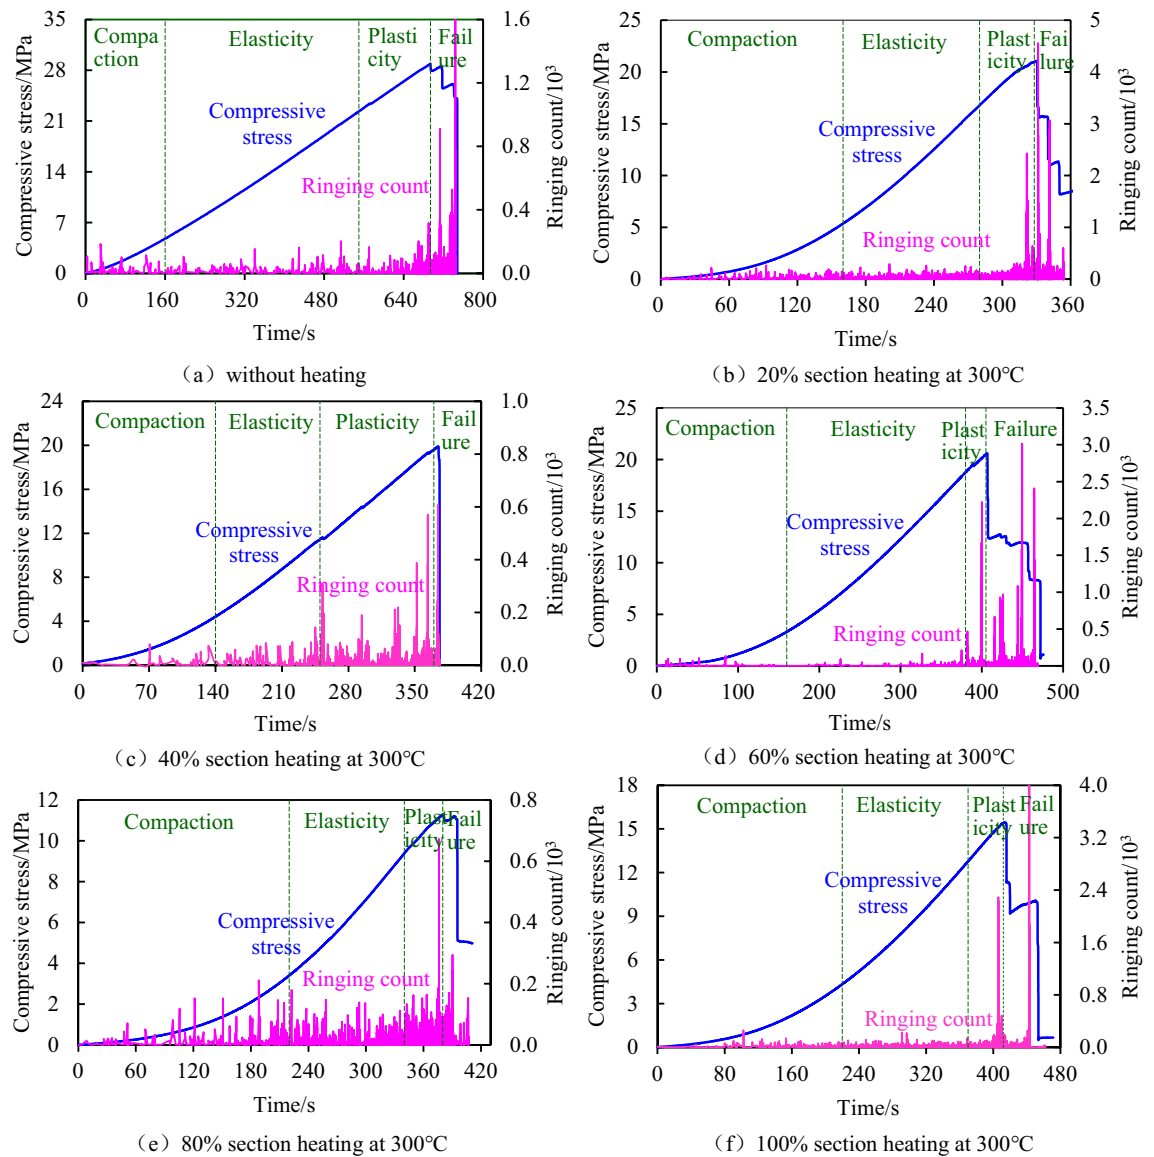 35
28
21
14
7
0
Compressive stress/MPa
Compa
ction
Elasticity
Plasti
city
Fail
ure
Compressive
stress
Ringing count
1.6
1.2
0.8
0.4
0.0
Ringing count/10³
0 160 320 480 640 800
Time/s
（a）without heating
25
20
15
10
5
0
Compressive stress/MPa
Compaction
Elasticity
Plast
icity
Fai
lure
Compressive
stress
Ringing count
5
4
3
2
1
0
Ringing count/10³
0 60 120 180 240 300 360
Time/s
（b）20% section heating at 300℃
24
20
16
12
8
4
0
Compressive stress/MPa
Compaction
Elasticity
Plasticity
Fail
ure
Compressive
stress
Ringing count
1.0
0.8
0.6
0.4
0.2
0.0
Ringing count/10³
0 70 140 210 280 350 420
Time/s
（c）40% section heating at 300℃
25
20
15
10
5
0
Compressive stress/MPa
Compaction
Elasticity
Plast
icity
Failure
Compressive
stress
Ringing count
3.5
3.0
2.5
2.0
1.5
1.0
0.5
0.0
Ringing count/10³
0 100 200 300 400 500
Time/s
（d）60% section heating at 300℃
12
10
8
6
4
2
0
Compressive stress/MPa
Compaction
Elasticity
Plast
icity
Fail
ure
Compressive
stress
Ringing count
0.8
0.6
0.4
0.2
0.0
Ringing count/10³
0 60 120 180 240 300 360 420
Time/s
（e）80% section heating at 300℃
18
15
12
9
6
3
0
Compressive stress/MPa
Compaction
Elasticity
Plast
icity
Fail
ure
Compressive
stress
Ringing count
4.0
3.2
2.4
1.6
0.8
0.0
Ringing count/10³
0 80 160 240 320 400 480
Time/s
（f）100% section heating at 300℃